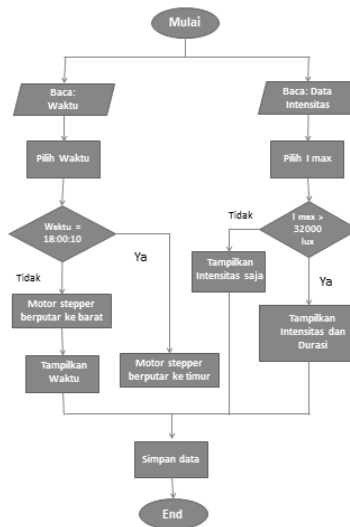 Mulai
Baca:
Waktu
Baca: Data
Intensitas
Pilih Waktu
Pilih I max
Waktu =
18:00:10
Tidak
I max >
32000
lux
Tidak
Ya
Tampilkan
Intensitas saja
Ya
Motor stepper
berputar ke barat
Tampilkan
Intensitas dan
Durasi
Tampilkan
Waktu
Motor stepper
berputar ke timur
Simpan data
End